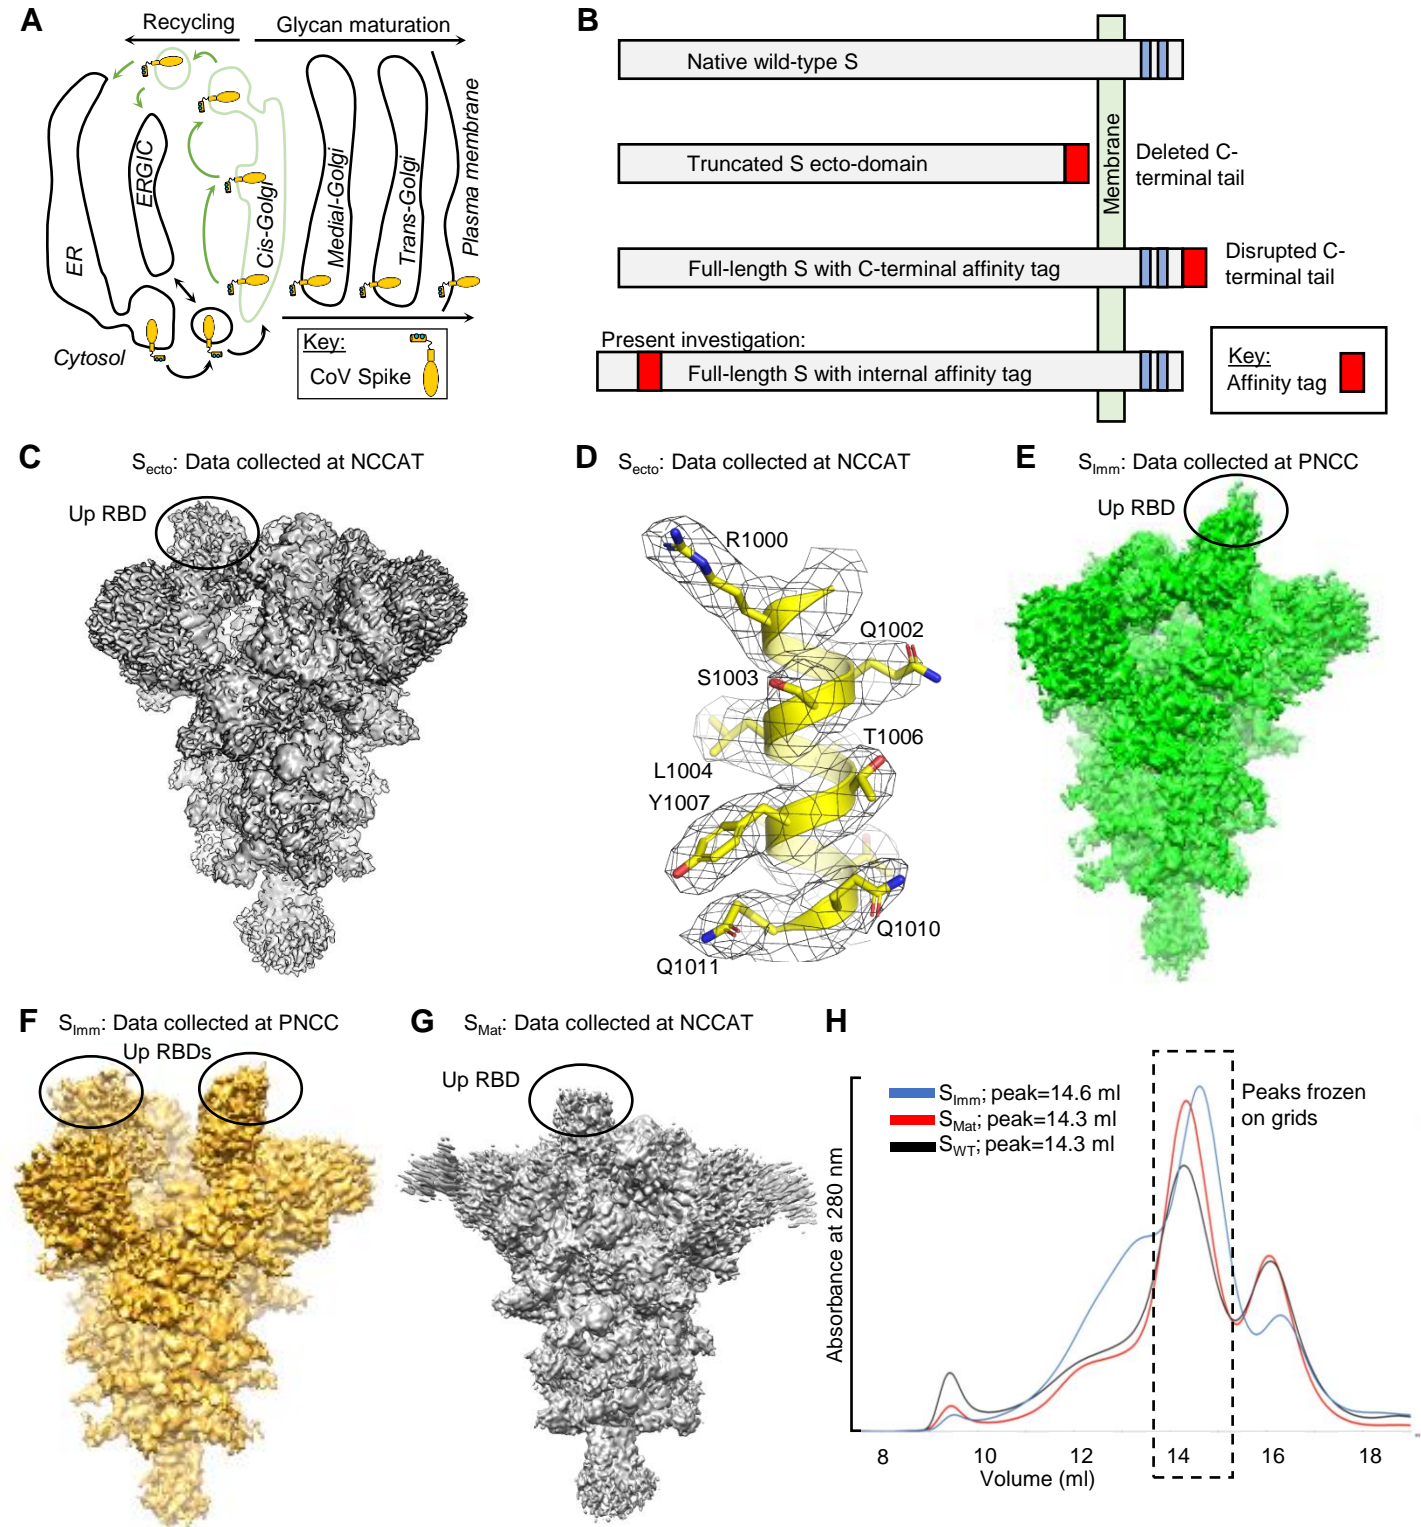 A
Recycling
Glycan maturation
ER
ERGIC
Cis-Golgi
Medial-Golgi
Trans-Golgi
Plasma membrane
Cytosol
Key:
CoV Spike
B
Native wild-type S
Truncated S ecto-domain
Deleted C-
terminal tail
Membrane
Full-length S with C-terminal affinity tag
Disrupted C-
terminal tail
Present investigation:
Full-length S with internal affinity tag
Key:
Affinity tag
C
Secto: Data collected at NCCAT
Up RBD
D
Secto: Data collected at NCCAT
R1000
Q1002
S1003
T1006
L1004
Y1007
Q1010
Q1011
E
SImm: Data collected at PNCC
Up RBD
F
SImm: Data collected at PNCC
Up RBDs
G
SMat: Data collected at NCCAT
Up RBD
H
SImm; peak=14.6 ml
SMat; peak=14.3 ml
SWT; peak=14.3 ml
Peaks frozen
on grids
Absorbance at 280 nm
8 10 12 14 16 18
Volume (ml)